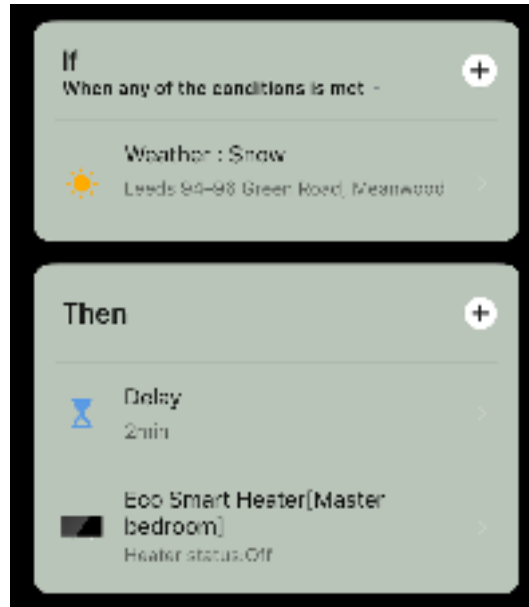 If
When any of the conditions is met
Weather : Snow
Leeds 94-96 Green Road, Meanwood
Then
Delay
2min
Eco Smart Heater[Master
bedroom]
Heater status:Off